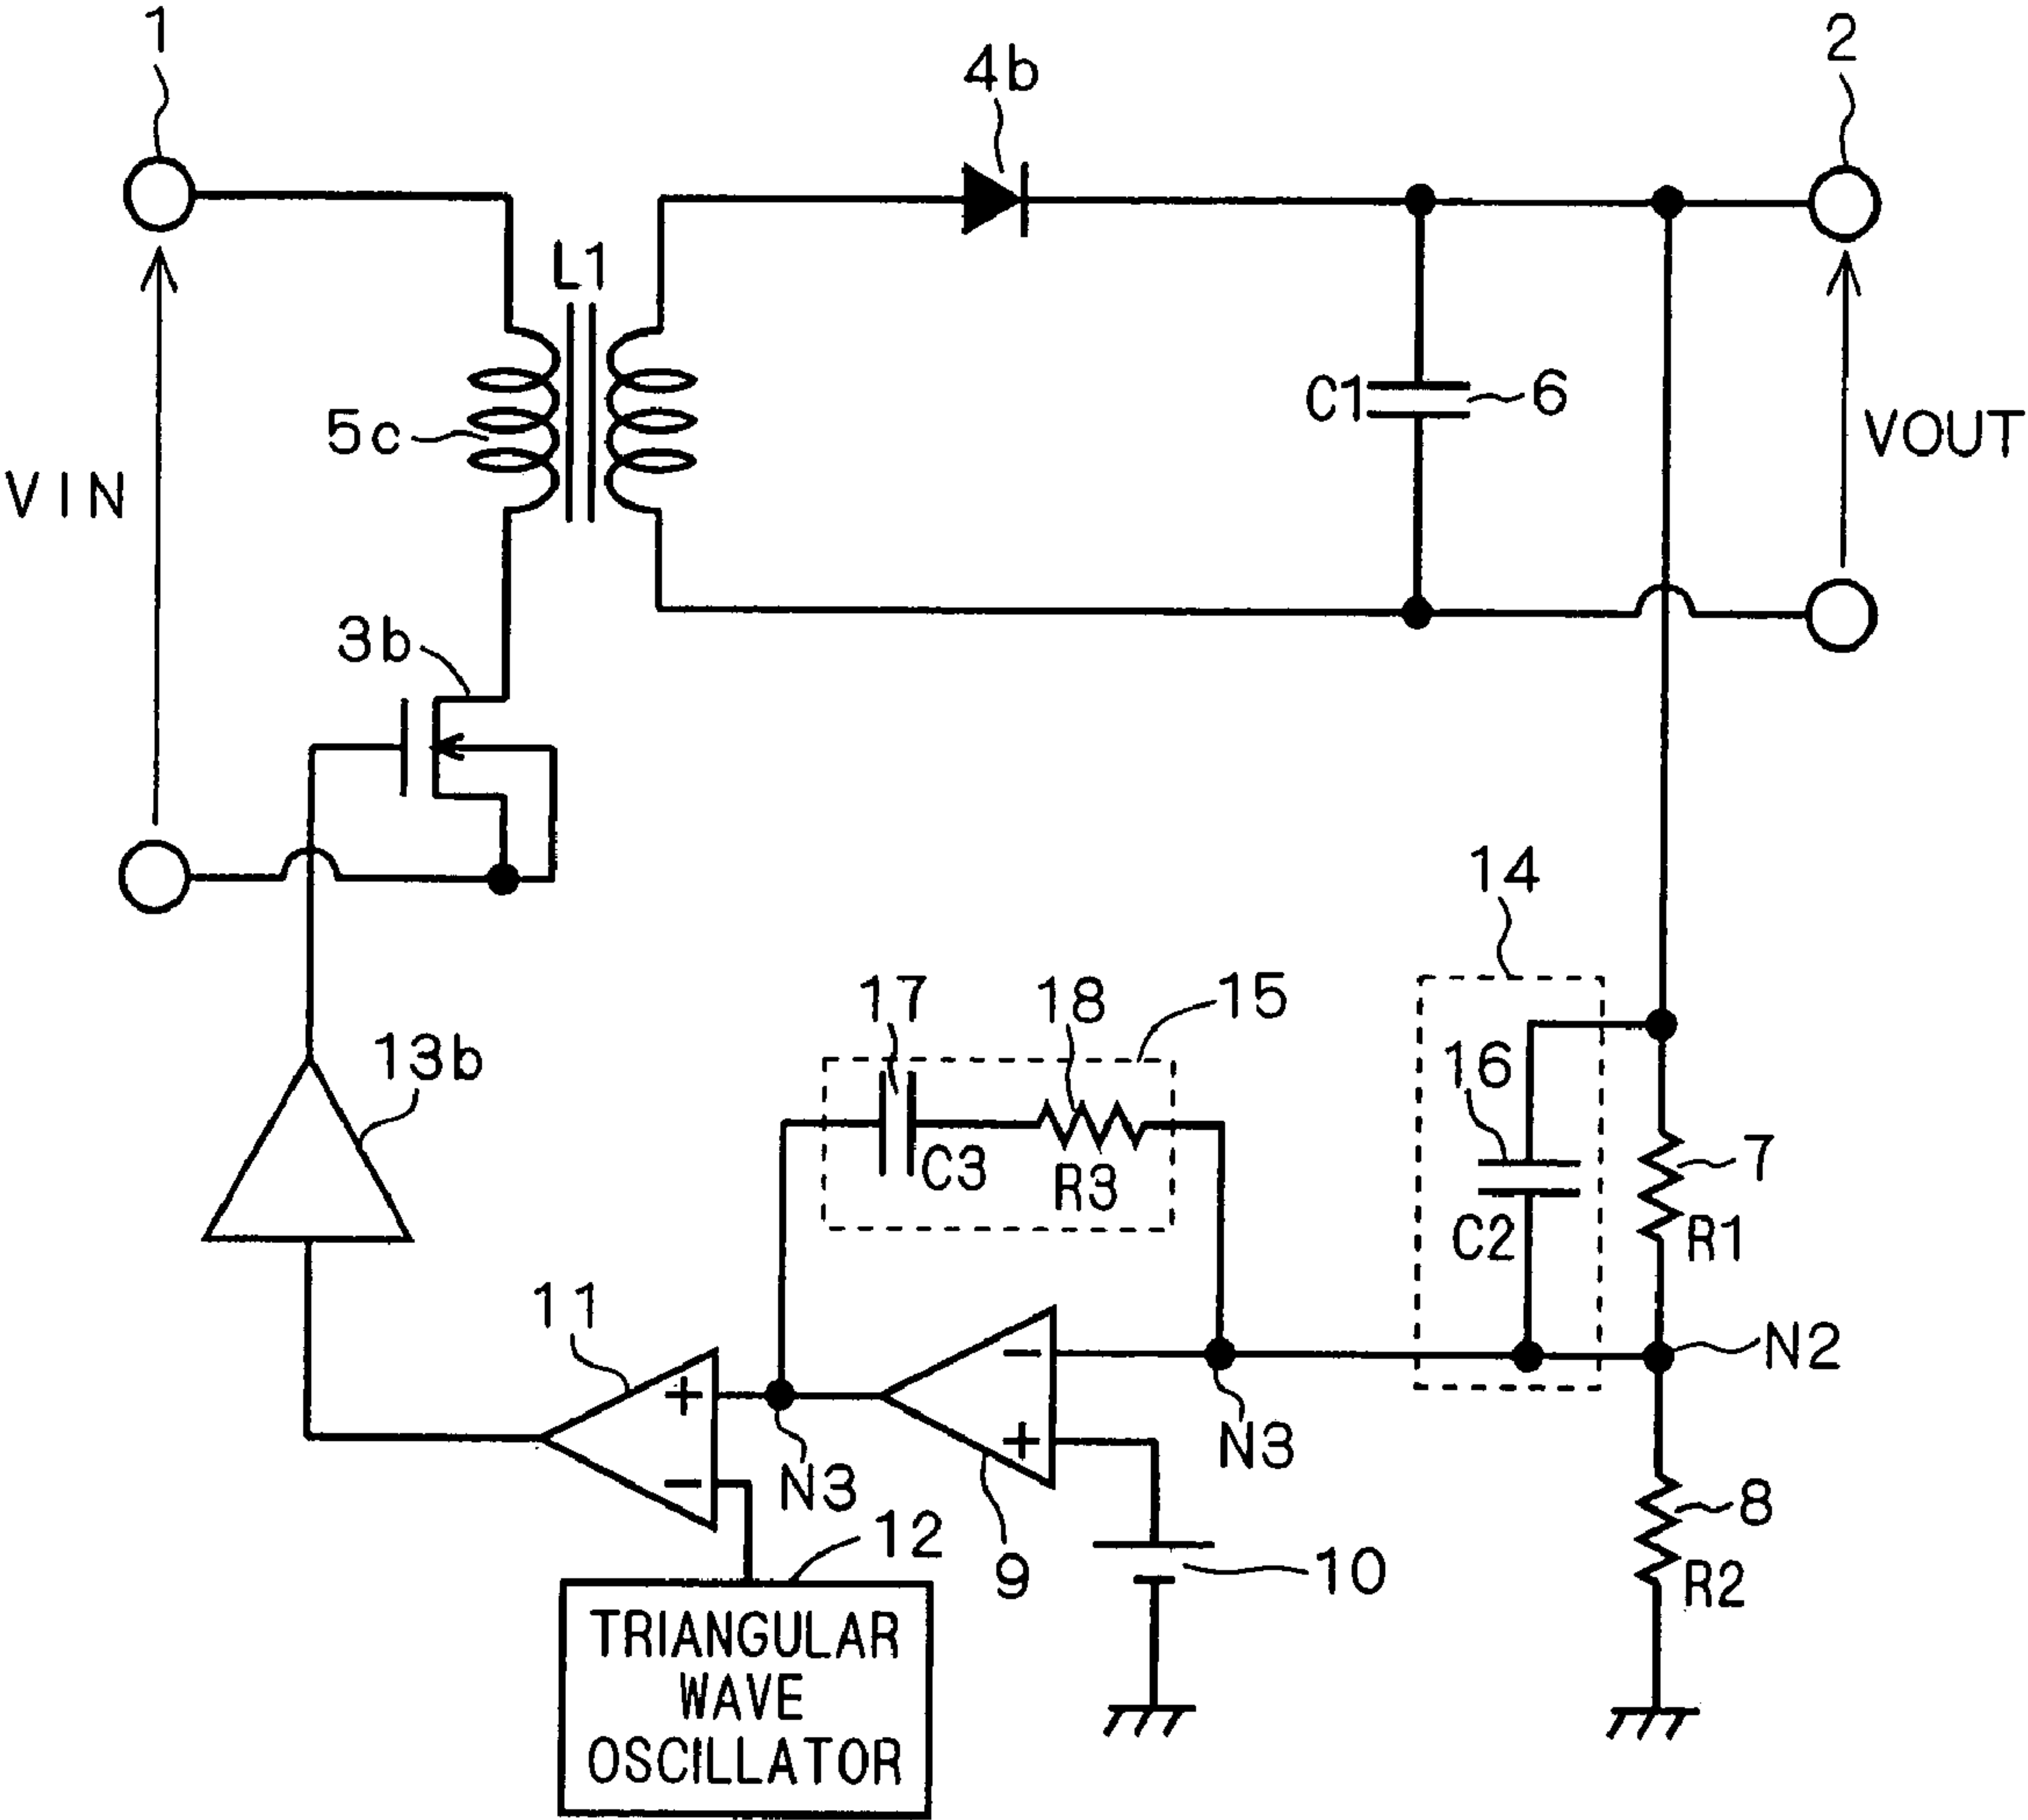 1
2
4b
L1
C1
6
5c
VIN
VOUT
3b
14
17
18
15
13b
16
7
C3
R3
C2
R1
11
N2
+
−
+
−
N3
N3
12
9
10
8
R2
TRIANGULAR
WAVE
OSCILLATOR